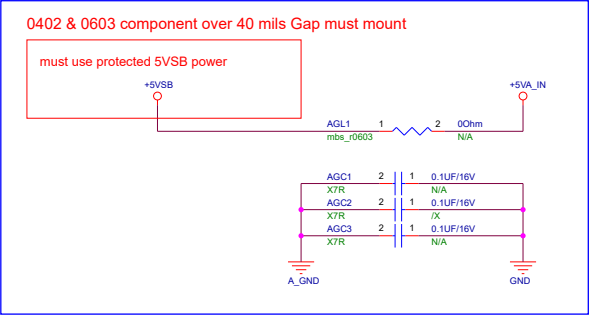 0402 & 0603 component over 40 mils Gap must mount
must use protected 5VSB power
+5VSB
+5VA_IN
AGL1 1 2 0Ohm
mbs_r0603 N/A
AGC1 2 1 0.1UF/16V
X7R N/A
AGC2 2 1 0.1UF/16V
X7R /X
AGC3 2 1 0.1UF/16V
X7R N/A
A_GND GND